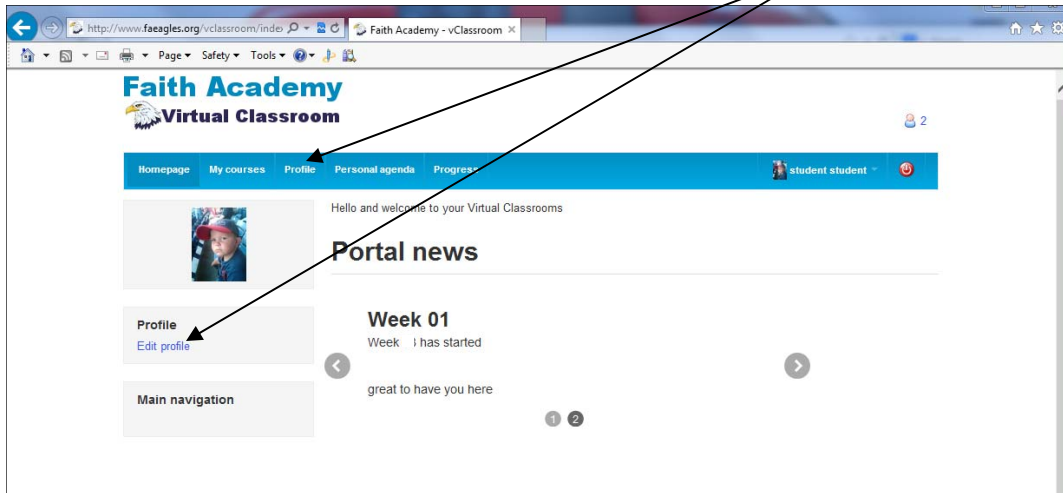 http://www.faeagles.org/vclassroom/inde
Faith Academy - vClassroom
Page Safety Tools
Faith Academy
Virtual Classroom
2
Homepage My courses Profile Personal agenda Progress student student
Hello and welcome to your Virtual Classrooms
Portal news
Profile
Edit profile
Main navigation
Week 01
Week has started
great to have you here
1 2